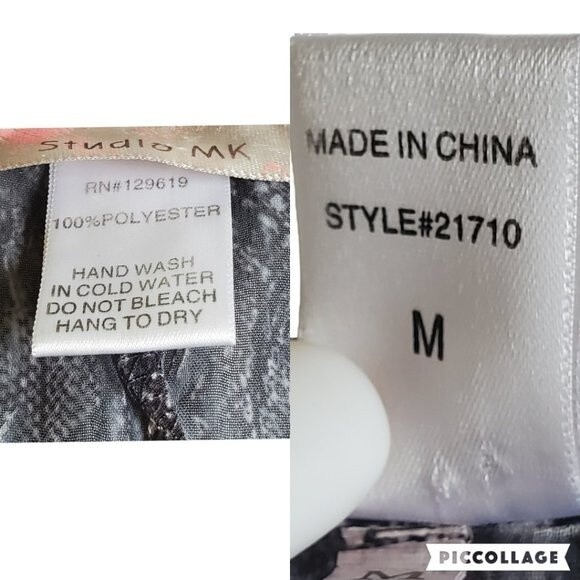 Studio MK
RN#129619
100%POLYESTER
HAND WASH
IN COLD WATER
DO NOT BLEACH
HANG TO DRY
MADE IN CHINA
STYLE#21710
M
PICCOLLAGE